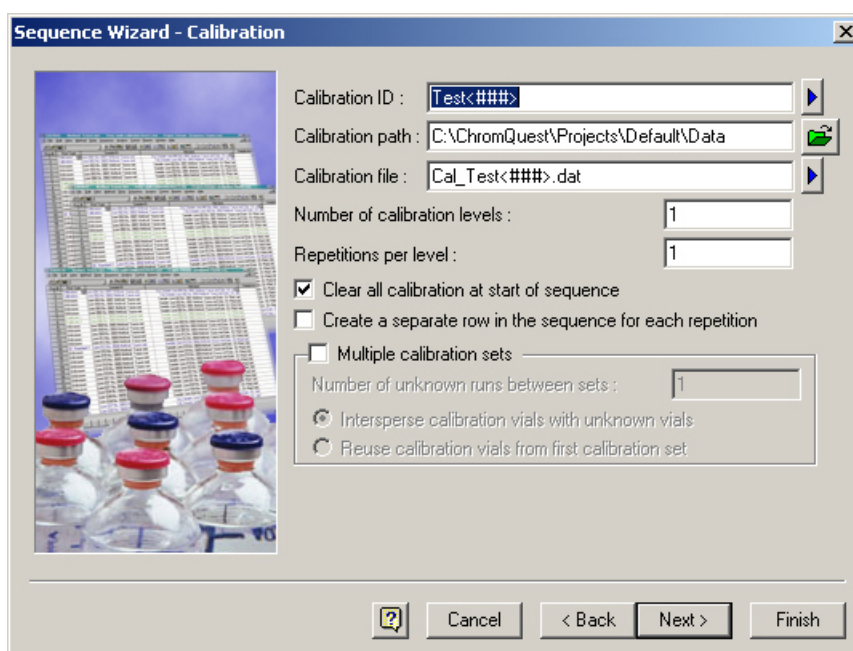 Sequence Wizard - Calibration
Calibration ID : Test<###>
Calibration path : C:\ChromQuest\Projects\Default\Data
Calibration file : Cal_Test<###>.dat
Number of calibration levels : 1
Repetitions per level : 1
Clear all calibration at start of sequence
Create a separate row in the sequence for each repetition
Multiple calibration sets
Number of unknown runs between sets : 1
Intersperse calibration vials with unknown vials
Reuse calibration vials from first calibration set
? Cancel < Back Next > Finish